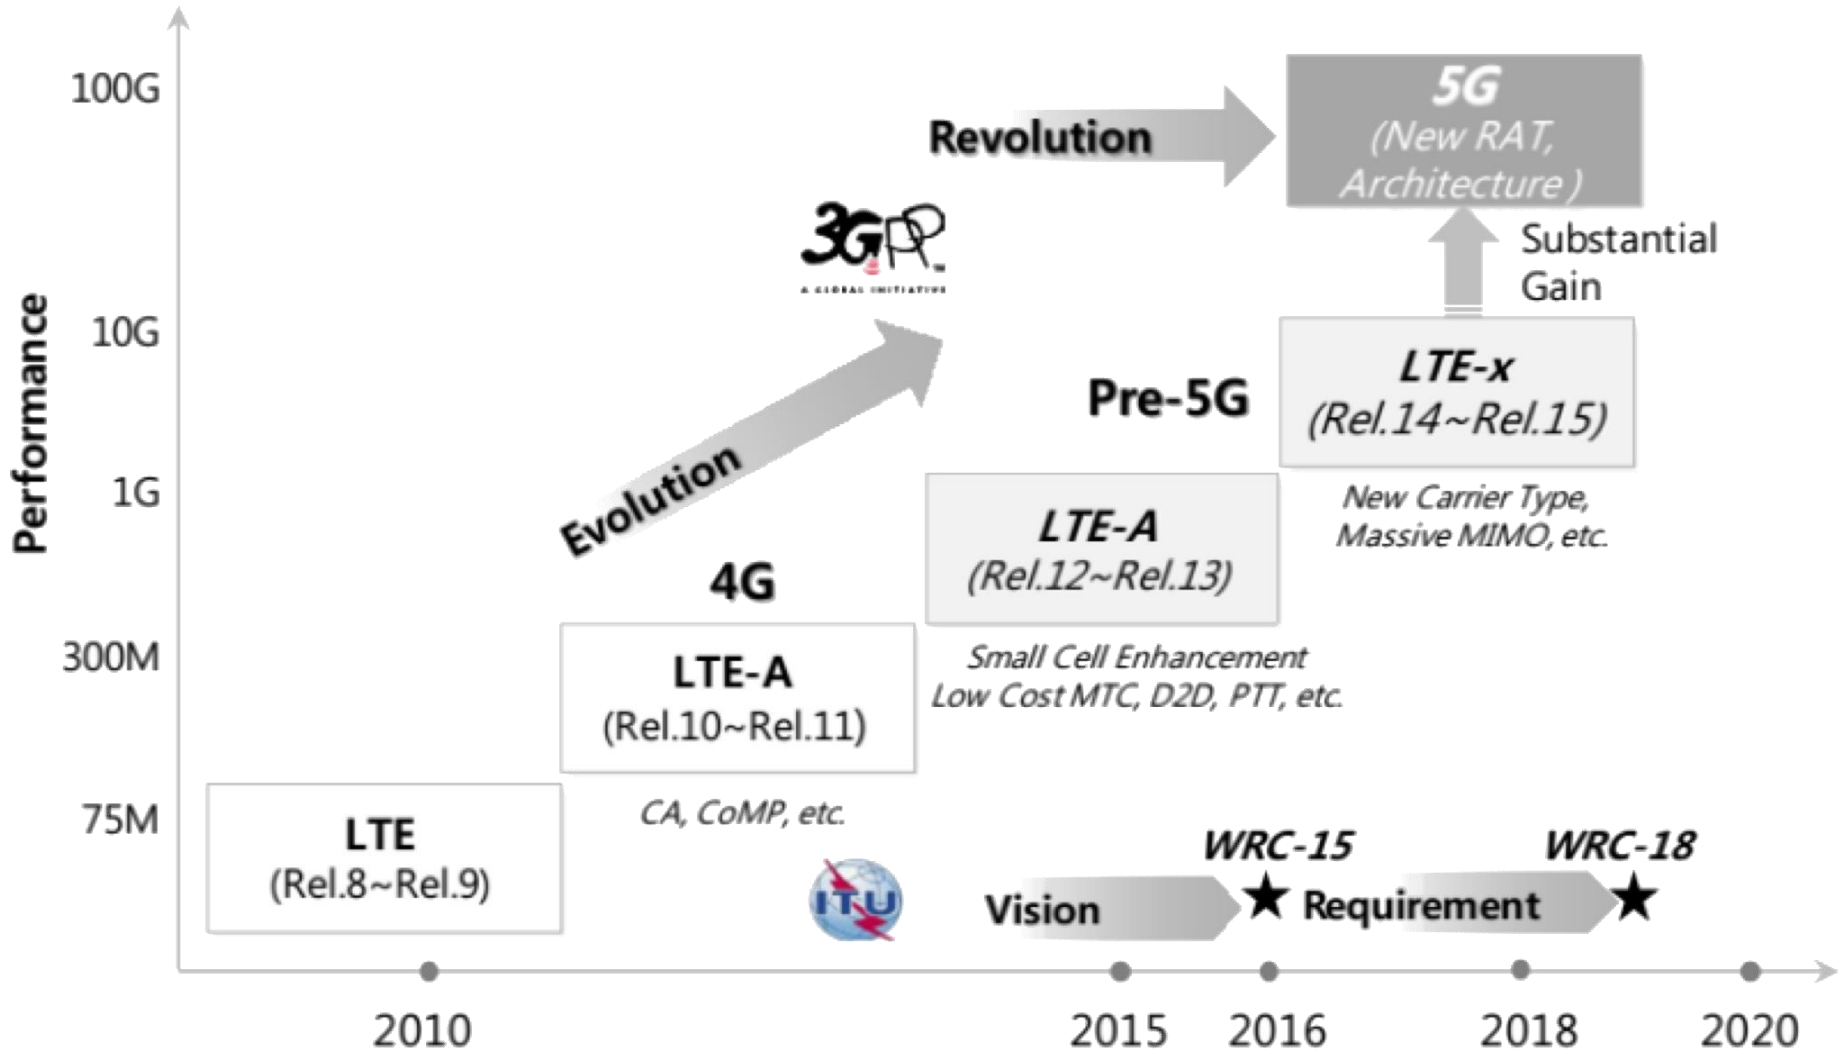 100G
5G
(New RAT,
Architecture)
Revolution
3GPP™
A GLOBAL INITIATIVE
Substantial
Gain
Performance
10G
LTE-x
(Rel.14~Rel.15)
Pre-5G
Evolution
1G
New Carrier Type,
Massive MIMO, etc.
LTE-A
(Rel.12~Rel.13)
4G
300M
LTE-A
(Rel.10~Rel.11)
Small Cell Enhancement
Low Cost MTC, D2D, PTT, etc.
75M
LTE
(Rel.8~Rel.9)
CA, CoMP, etc.
WRC-15
WRC-18
ITU
Vision
Requirement
2010
2015
2016
2018
2020